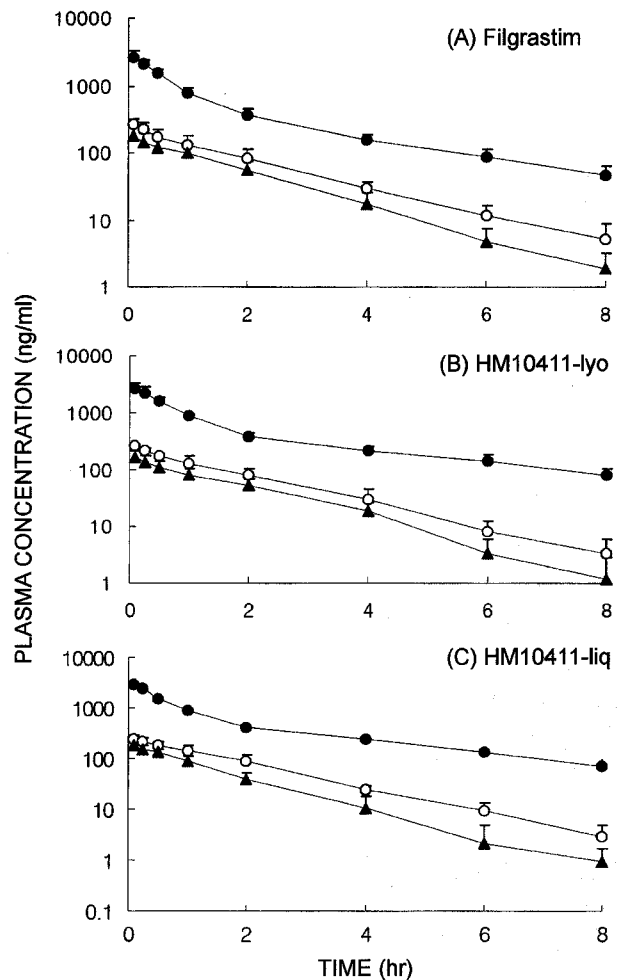 (A) Filgrastim
10000
1000
100
10
1
0 2 4 6 8
(B) HM10411-lyo
10000
1000
100
10
1
0 2 4 6 8
(C) HM10411-liq
10000
1000
100
10
1
0.1
0 2 4 6 8
PLASMA CONCENTRATION (ng/ml)
TIME (hr)